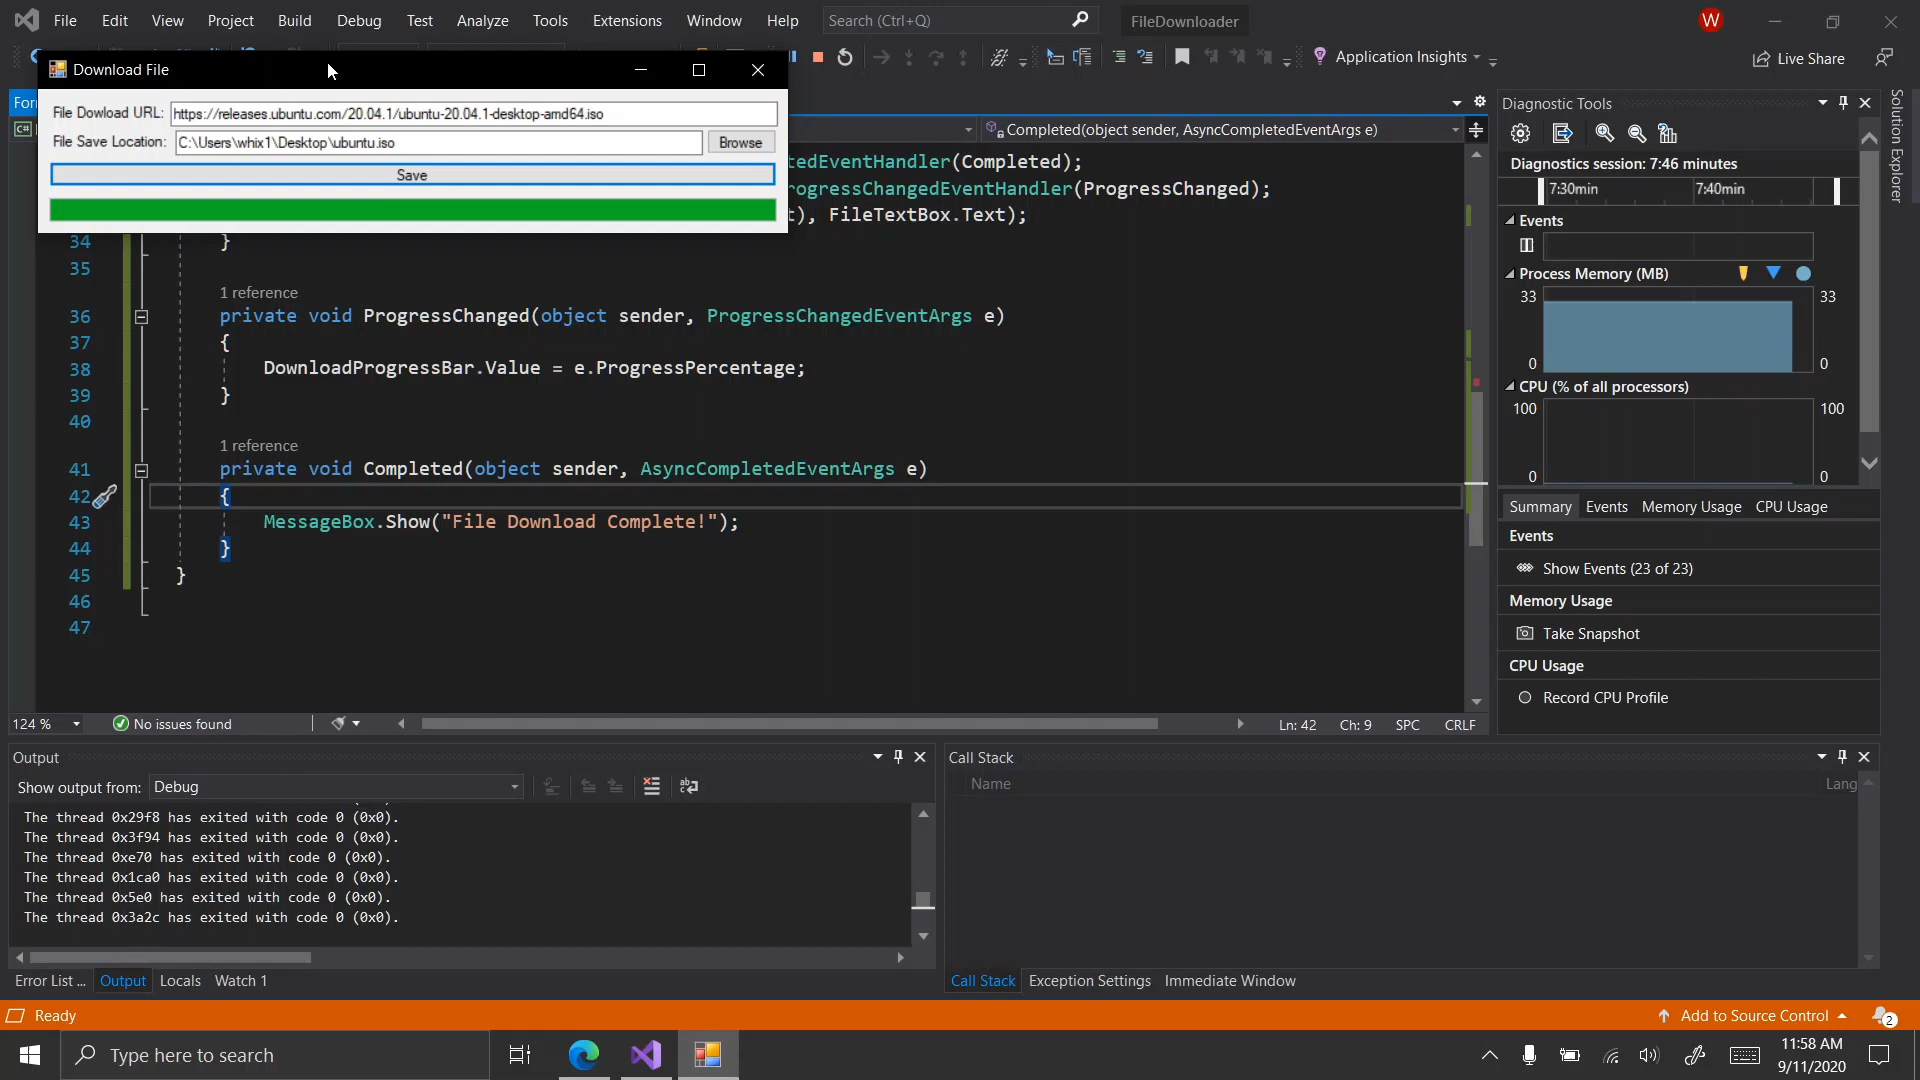 File Edit View Project Build Debug Test Analyze Tools Extensions Window Help Search (Ctrl+Q) FileDownloader W
Application Insights Live Share
Download File
File Dowload URL: https://releases.ubuntu.com/20.04.1/ubuntu-20.04.1-desktop-amd64.iso
File Save Location: C:\Users\whix1\Desktop\ubuntu.iso Browse
Save
For
C#
Completed(object sender, AsyncCompletedEventArgs e)
tedEventHandler(Completed);
rogressChangedEventHandler(ProgressChanged);
t), FileTextBox.Text);
34 }
35
1 reference
36 private void ProgressChanged(object sender, ProgressChangedEventArgs e)
37 {
38 DownloadProgressBar.Value = e.ProgressPercentage;
39 }
40
1 reference
41 private void Completed(object sender, AsyncCompletedEventArgs e)
42 {
43 MessageBox.Show("File Download Complete!");
44 }
45 }
46
47
124 % No issues found Ln: 42 Ch: 9 SPC CRLF
Diagnostic Tools
Diagnostics session: 7:46 minutes
7:30min 7:40min
Events
Process Memory (MB)
33 33
0 0
CPU (% of all processors)
100 100
0 0
Summary Events Memory Usage CPU Usage
Events
Show Events (23 of 23)
Memory Usage
Take Snapshot
CPU Usage
Record CPU Profile
Solution Explorer
Output
Show output from: Debug
The thread 0x29f8 has exited with code 0 (0x0).
The thread 0x3f94 has exited with code 0 (0x0).
The thread 0xe70 has exited with code 0 (0x0).
The thread 0x1ca0 has exited with code 0 (0x0).
The thread 0x5e0 has exited with code 0 (0x0).
The thread 0x3a2c has exited with code 0 (0x0).
Error List ... Output Locals Watch 1
Call Stack
Name Lang
Call Stack Exception Settings Immediate Window
Ready Add to Source Control 2
Type here to search
11:58 AM
9/11/2020